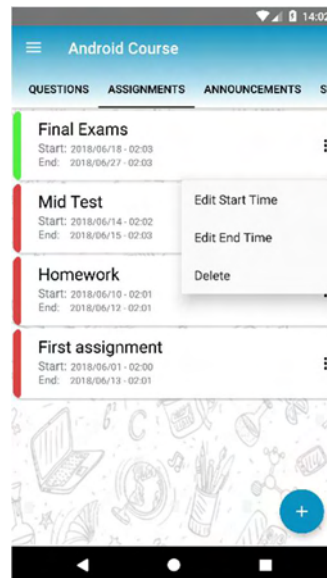 14:02
Android Course
QUESTIONS ASSIGNMENTS ANNOUNCEMENTS S
Final Exams
Start: 2018/06/18 - 02:03
End: 2018/06/27 - 02:03
Mid Test
Start: 2018/06/14 - 02:02
End: 2018/06/15 - 02:03
Edit Start Time
Edit End Time
Delete
Homework
Start: 2018/06/10 - 02:01
End: 2018/06/12 - 02:01
First assignment
Start: 2018/06/01 - 02:00
End: 2018/06/13 - 02:01